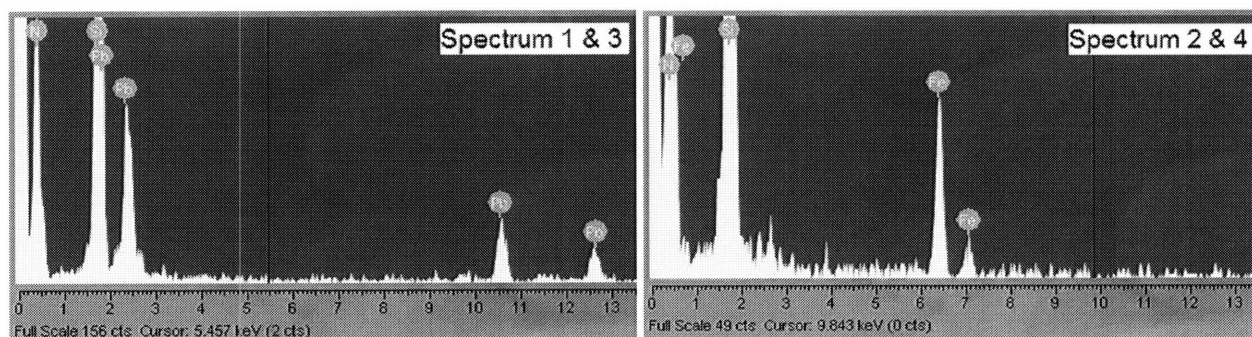 Spectrum 1 & 3
N
Si
Pb
Pb
Pb
Pb
0 1 2 3 4 5 6 7 8 9 10 11 12 13
Full Scale 156 cts Cursor: 5.457 keV (2 cts)
Spectrum 2 & 4
Fe
N
Si
Fe
Fe
0 1 2 3 4 5 6 7 8 9 10 11 12 13
Full Scale 49 cts Cursor: 9.843 keV (0 cts)